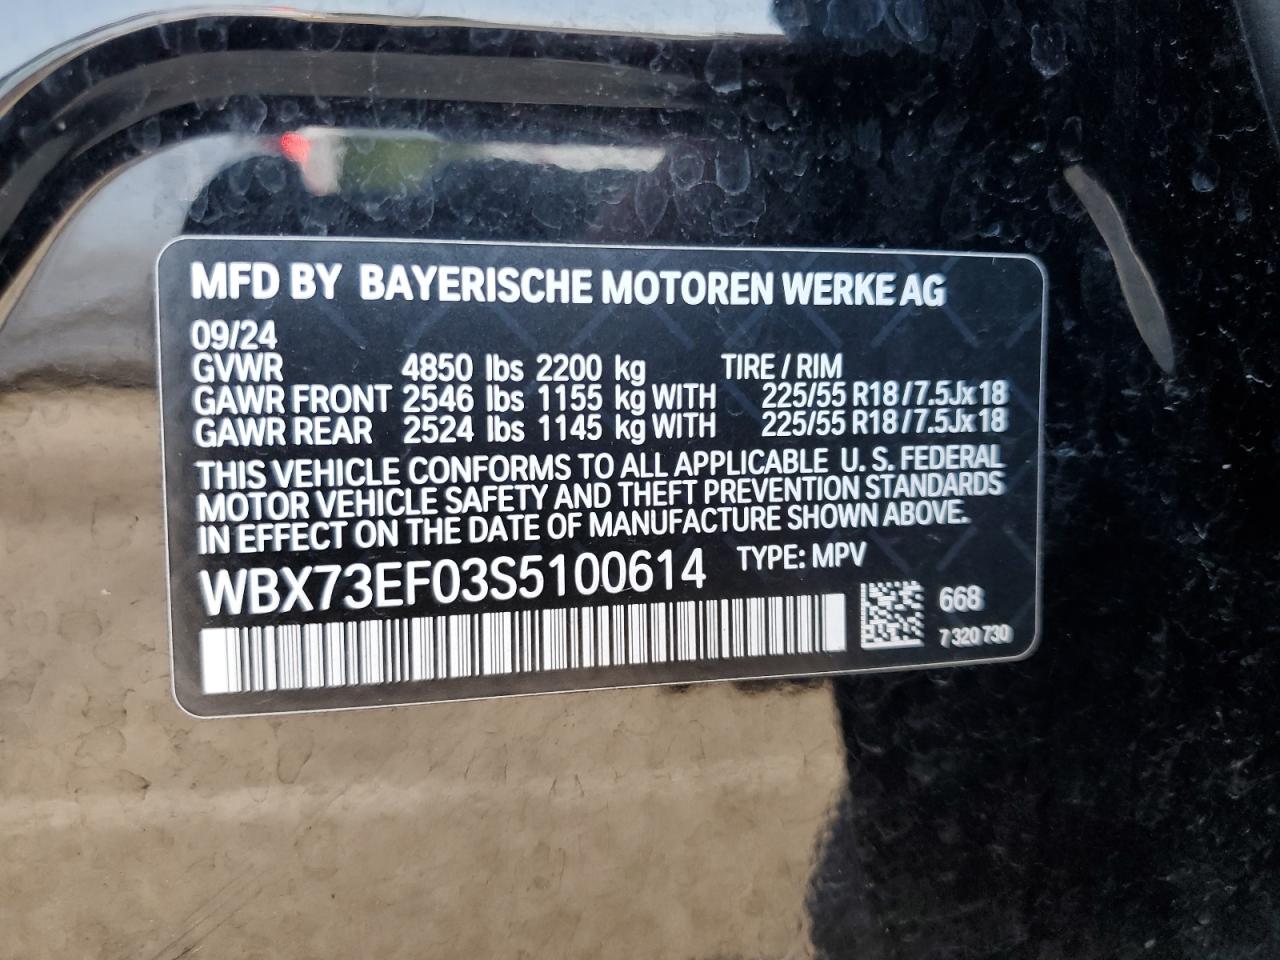 MFD BY BAYERISCHE MOTOREN WERKE AG
09/24
GVWR 4850 lbs 2200 kg TIRE / RIM
GAWR FRONT 2546 lbs 1155 kg WITH 225/55 R18 / 7.5Jx18
GAWR REAR 2524 lbs 1145 kg WITH 225/55 R18 / 7.5Jx18
THIS VEHICLE CONFORMS TO ALL APPLICABLE U. S. FEDERAL
MOTOR VEHICLE SAFETY AND THEFT PREVENTION STANDARDS
IN EFFECT ON THE DATE OF MANUFACTURE SHOWN ABOVE.
WBX73EF03S5100614 TYPE: MPV
668
7 320 730